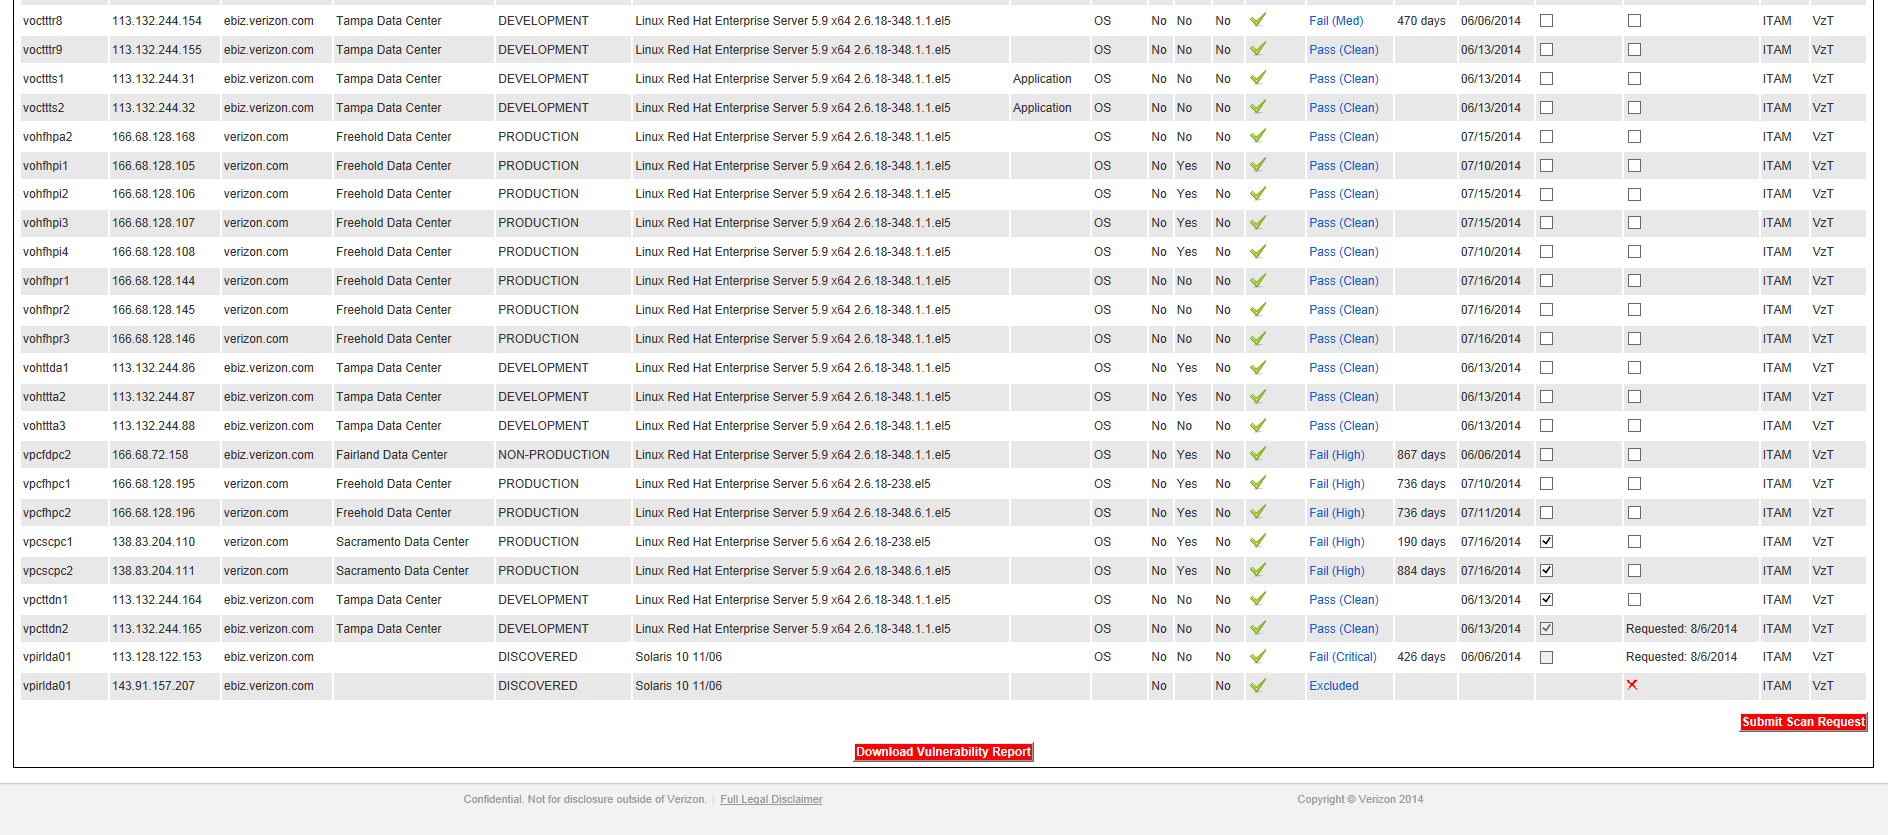 voctttr8 113.132.244.154 ebiz.verizon.com Tampa Data Center DEVELOPMENT Linux Red Hat Enterprise Server 5.9 x64 2.6.18-348.1.1.el5 OS No No No Fail (Med) 470 days 06/06/2014 ITAM VzT
voctttr9 113.132.244.155 ebiz.verizon.com Tampa Data Center DEVELOPMENT Linux Red Hat Enterprise Server 5.9 x64 2.6.18-348.1.1.el5 OS No No No Pass (Clean) 06/13/2014 ITAM VzT
vocttts1 113.132.244.31 ebiz.verizon.com Tampa Data Center DEVELOPMENT Linux Red Hat Enterprise Server 5.9 x64 2.6.18-348.1.1.el5 Application OS No No No Pass (Clean) 06/13/2014 ITAM VzT
vocttts2 113.132.244.32 ebiz.verizon.com Tampa Data Center DEVELOPMENT Linux Red Hat Enterprise Server 5.9 x64 2.6.18-348.1.1.el5 Application OS No No No Pass (Clean) 06/13/2014 ITAM VzT
vohfhpa2 166.68.128.168 verizon.com Freehold Data Center PRODUCTION Linux Red Hat Enterprise Server 5.9 x64 2.6.18-348.1.1.el5 OS No No No Pass (Clean) 07/15/2014 ITAM VzT
vohfhpi1 166.68.128.105 verizon.com Freehold Data Center PRODUCTION Linux Red Hat Enterprise Server 5.9 x64 2.6.18-348.1.1.el5 OS No Yes No Pass (Clean) 07/10/2014 ITAM VzT
vohfhpi2 166.68.128.106 verizon.com Freehold Data Center PRODUCTION Linux Red Hat Enterprise Server 5.9 x64 2.6.18-348.1.1.el5 OS No Yes No Pass (Clean) 07/15/2014 ITAM VzT
vohfhpi3 166.68.128.107 verizon.com Freehold Data Center PRODUCTION Linux Red Hat Enterprise Server 5.9 x64 2.6.18-348.1.1.el5 OS No Yes No Pass (Clean) 07/15/2014 ITAM VzT
vohfhpi4 166.68.128.108 verizon.com Freehold Data Center PRODUCTION Linux Red Hat Enterprise Server 5.9 x64 2.6.18-348.1.1.el5 OS No Yes No Pass (Clean) 07/10/2014 ITAM VzT
vohfhpr1 166.68.128.144 verizon.com Freehold Data Center PRODUCTION Linux Red Hat Enterprise Server 5.9 x64 2.6.18-348.1.1.el5 OS No No No Pass (Clean) 07/16/2014 ITAM VzT
vohfhpr2 166.68.128.145 verizon.com Freehold Data Center PRODUCTION Linux Red Hat Enterprise Server 5.9 x64 2.6.18-348.1.1.el5 OS No No No Pass (Clean) 07/16/2014 ITAM VzT
vohfhpr3 166.68.128.146 verizon.com Freehold Data Center PRODUCTION Linux Red Hat Enterprise Server 5.9 x64 2.6.18-348.1.1.el5 OS No No No Pass (Clean) 07/16/2014 ITAM VzT
vohttda1 113.132.244.86 ebiz.verizon.com Tampa Data Center DEVELOPMENT Linux Red Hat Enterprise Server 5.9 x64 2.6.18-348.1.1.el5 OS No Yes No Pass (Clean) 06/13/2014 ITAM VzT
vohttta2 113.132.244.87 ebiz.verizon.com Tampa Data Center DEVELOPMENT Linux Red Hat Enterprise Server 5.9 x64 2.6.18-348.1.1.el5 OS No Yes No Pass (Clean) 06/13/2014 ITAM VzT
vohttta3 113.132.244.88 ebiz.verizon.com Tampa Data Center DEVELOPMENT Linux Red Hat Enterprise Server 5.9 x64 2.6.18-348.1.1.el5 OS No No No Pass (Clean) 06/13/2014 ITAM VzT
vpcfdpc2 166.68.72.158 ebiz.verizon.com Fairland Data Center NON-PRODUCTION Linux Red Hat Enterprise Server 5.9 x64 2.6.18-348.1.1.el5 OS No Yes No Fail (High) 867 days 06/06/2014 ITAM VzT
vpcfhpc1 166.68.128.195 verizon.com Freehold Data Center PRODUCTION Linux Red Hat Enterprise Server 5.6 x64 2.6.18-238.el5 OS No Yes No Fail (High) 736 days 07/10/2014 ITAM VzT
vpcfhpc2 166.68.128.196 verizon.com Freehold Data Center PRODUCTION Linux Red Hat Enterprise Server 5.9 x64 2.6.18-348.6.1.el5 OS No Yes No Fail (High) 736 days 07/11/2014 ITAM VzT
vpcscpc1 138.83.204.110 verizon.com Sacramento Data Center PRODUCTION Linux Red Hat Enterprise Server 5.6 x64 2.6.18-238.el5 OS No Yes No Fail (High) 190 days 07/16/2014 ITAM VzT
vpcscpc2 138.83.204.111 verizon.com Sacramento Data Center PRODUCTION Linux Red Hat Enterprise Server 5.9 x64 2.6.18-348.6.1.el5 OS No Yes No Fail (High) 884 days 07/16/2014 ITAM VzT
vpcttdn1 113.132.244.164 ebiz.verizon.com Tampa Data Center DEVELOPMENT Linux Red Hat Enterprise Server 5.9 x64 2.6.18-348.1.1.el5 OS No No No Pass (Clean) 06/13/2014 ITAM VzT
vpcttdn2 113.132.244.165 ebiz.verizon.com Tampa Data Center DEVELOPMENT Linux Red Hat Enterprise Server 5.9 x64 2.6.18-348.1.1.el5 OS No No No Pass (Clean) 06/13/2014 Requested: 8/6/2014 ITAM VzT
vpirlda01 113.128.122.153 ebiz.verizon.com DISCOVERED Solaris 10 11/06 OS No No No Fail (Critical) 426 days 06/06/2014 Requested: 8/6/2014 ITAM VzT
vpirlda01 143.91.157.207 ebiz.verizon.com DISCOVERED Solaris 10 11/06 No No Excluded ITAM VzT
Submit Scan Request
Download Vulnerability Report
Confidential. Not for disclosure outside of Verizon. | Full Legal Disclaimer Copyright © Verizon 2014